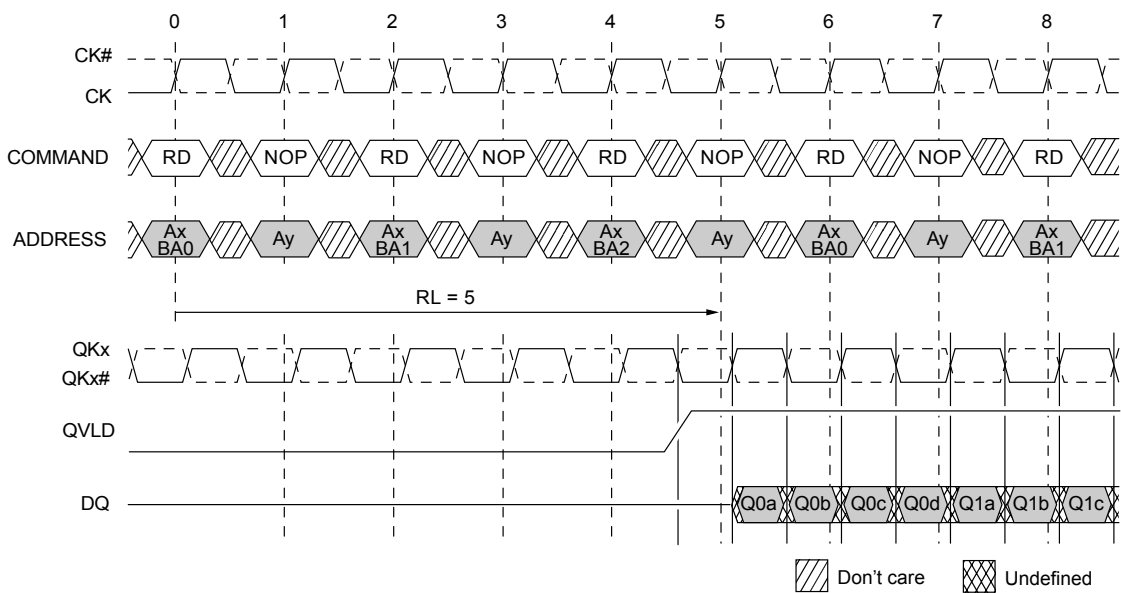 0 1 2 3 4 5 6 7 8
CK#
CK
COMMAND RD NOP RD NOP RD NOP RD NOP RD
ADDRESS Ax BA0 Ay Ax BA1 Ay Ax BA2 Ay Ax BA0 Ay Ax BA1
RL = 5
QKx
QKx#
QVLD
DQ Q0a Q0b Q0c Q0d Q1a Q1b Q1c
Don't care Undefined